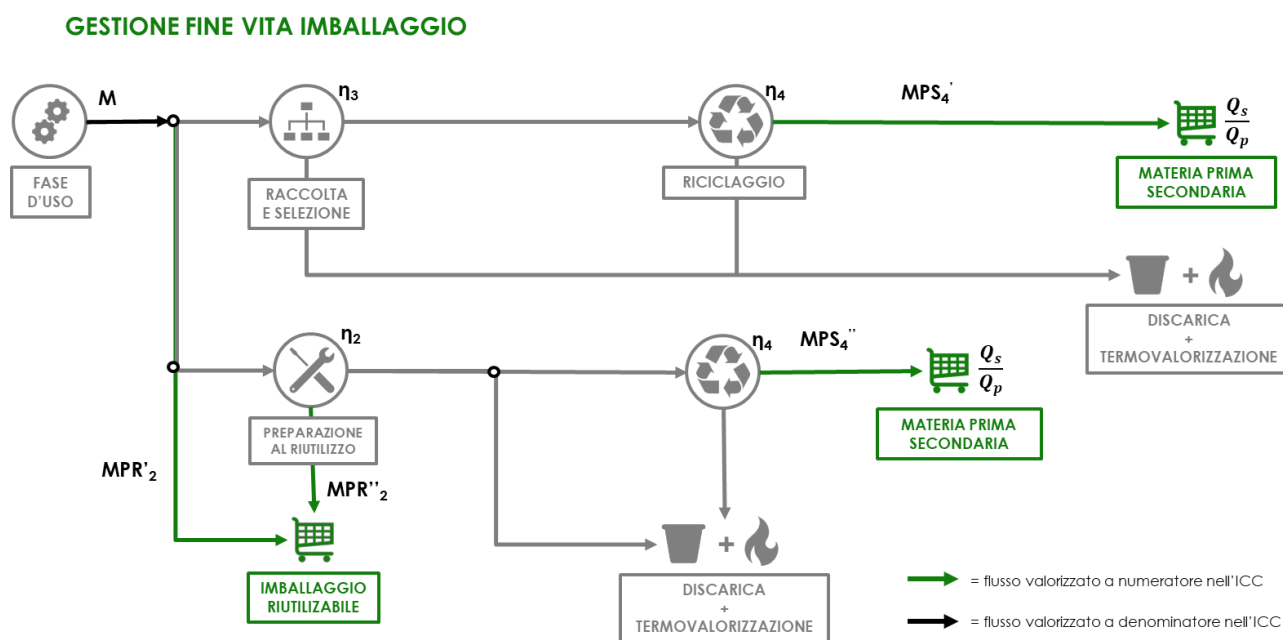 GESTIONE FINE VITA IMBALLAGGIO
M
η3
η4
MPS4'
Qs
Qp
FASE
D'USO
RACCOLTA
E SELEZIONE
RICICLAGGIO
MATERIA PRIMA
SECONDARIA
+
DISCARICA
+
TERMOVALORIZZAZIONE
η2
η4
MPS4''
Qs
Qp
PREPARAZIONE
AL RIUTILIZZO
MATERIA PRIMA
SECONDARIA
MPR'2
MPR''2
+
IMBALLAGGIO
RIUTILIZABILE
DISCARICA
+
TERMOVALORIZZAZIONE
= flusso valorizzato a numeratore nell'ICC
= flusso valorizzato a denominatore nell'ICC